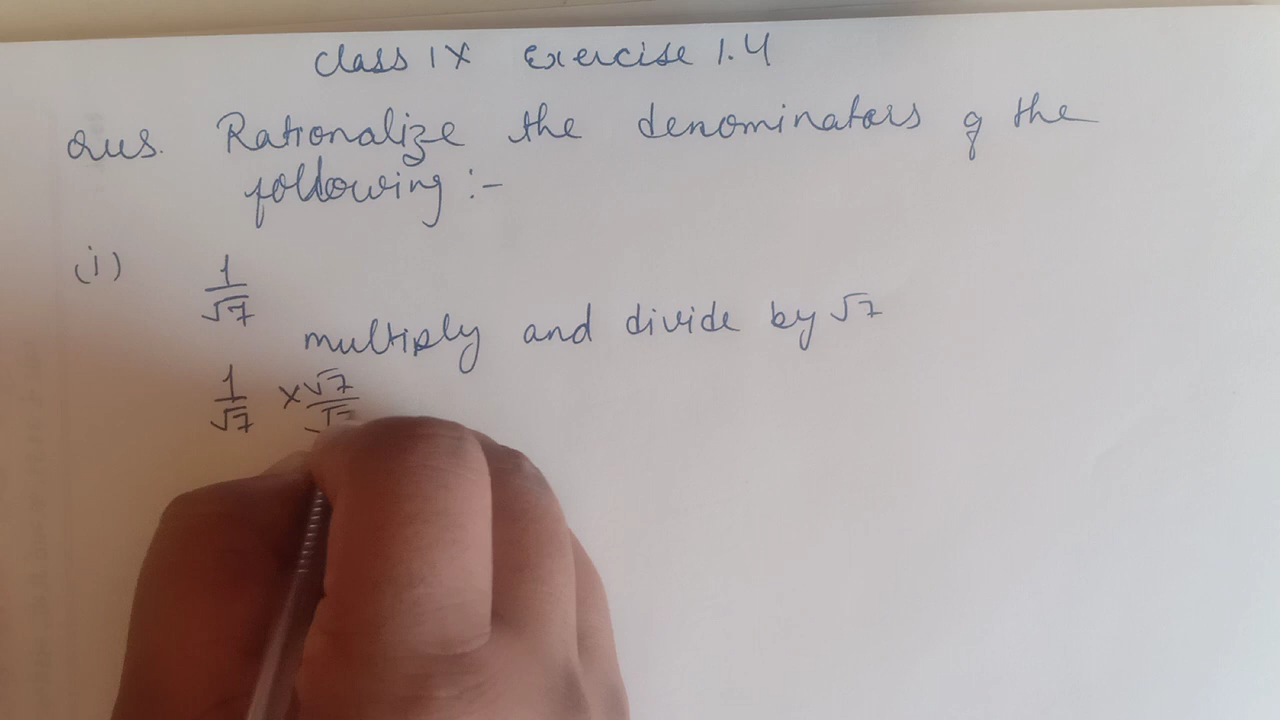 Class IX Exercise 1.4
Qus. Rationalize the denominators of the
following :-
(i) 1/√7
multiply and divide by √7
1/√7 × √7/√7